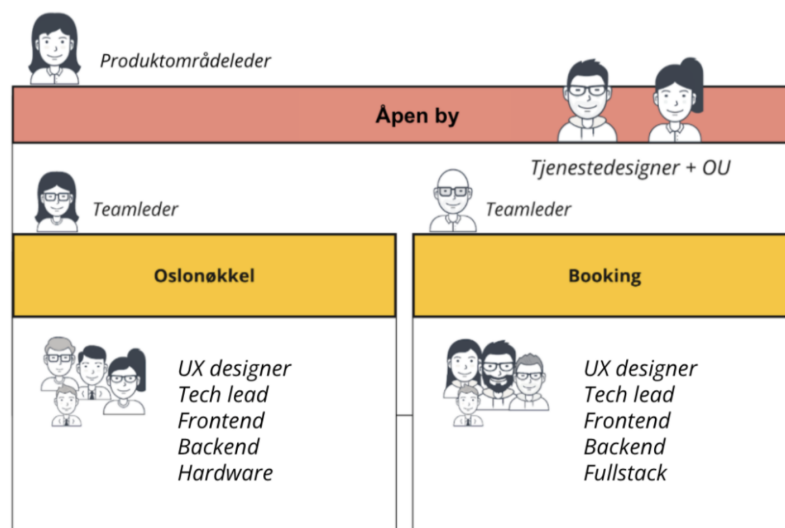 Produktområdeleder
Åpen by
Tjenestedesigner + OU
Teamleder
Teamleder
Oslonøkkel
Booking
UX designer
Tech lead
Frontend
Backend
Hardware
UX designer
Tech lead
Frontend
Backend
Fullstack